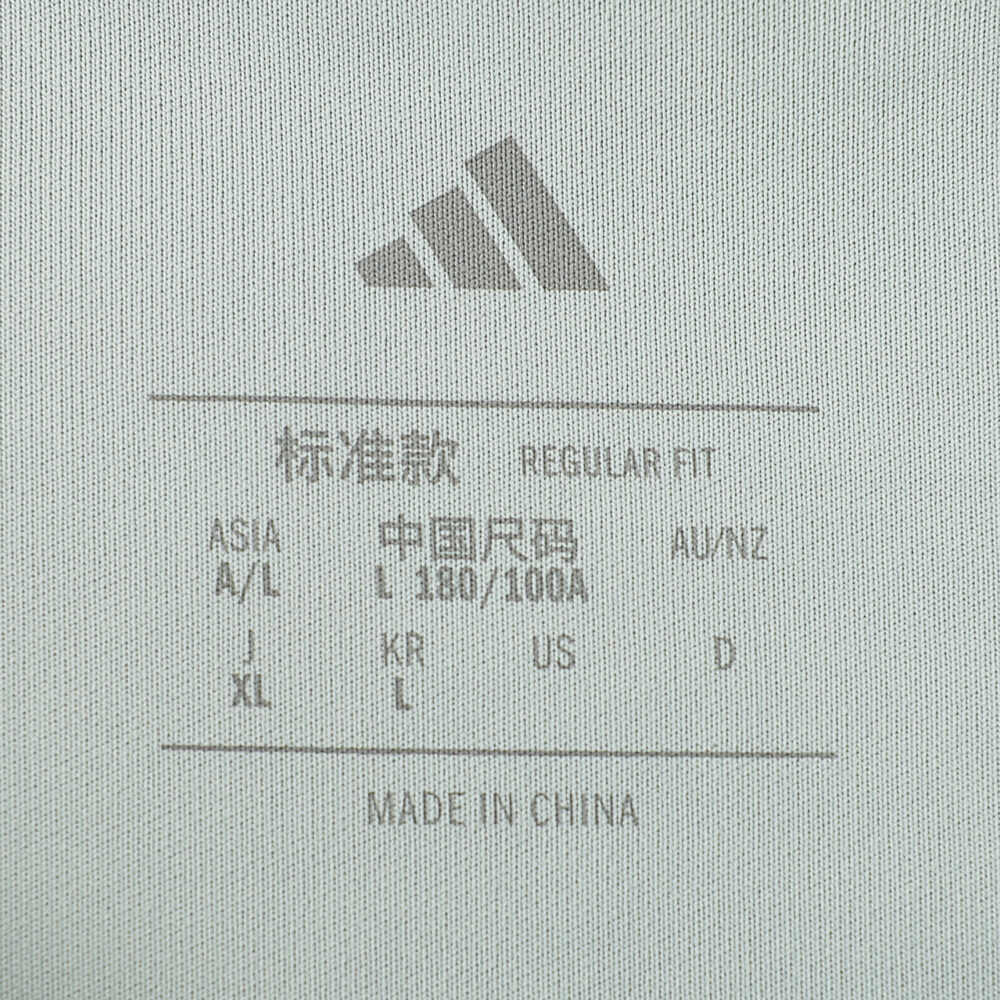 标准款 REGULAR FIT
ASIA 中国尺码 AU/NZ
A/L L 180/100A
J KR US D
XL L
MADE IN CHINA